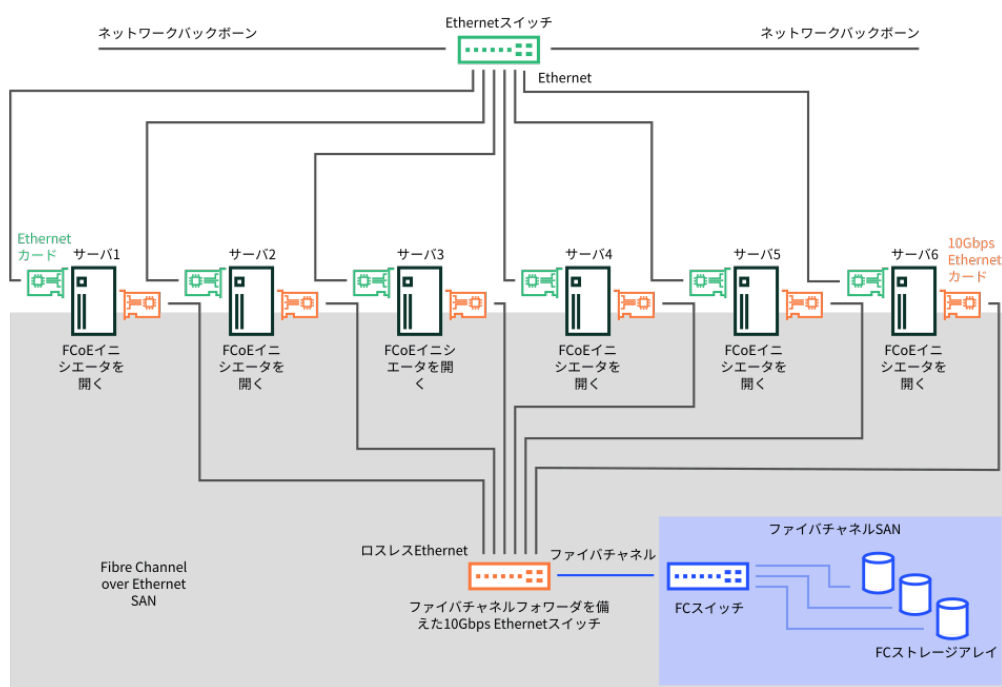 Ethernetスイッチ
ネットワークバックボーン
ネットワークバックボーン
Ethernet
Ethernet
カード
サーバ1
サーバ2
サーバ3
サーバ4
サーバ5
サーバ6
10Gbps
Ethernet
カード
FCoEイニ
シエータを
開く
FCoEイニ
シエータを
開く
FCoEイニシ
エータを開
く
FCoEイニ
シエータを
開く
FCoEイニ
シエータを
開く
FCoEイニ
シエータを
開く
ファイバチャネルSAN
ロスレスEthernet
ファイバチャネル
Fibre Channel
over Ethernet
SAN
ファイバチャネルフォワーダを備
えた10Gbps Ethernetスイッチ
FCスイッチ
FCストレージアレイ